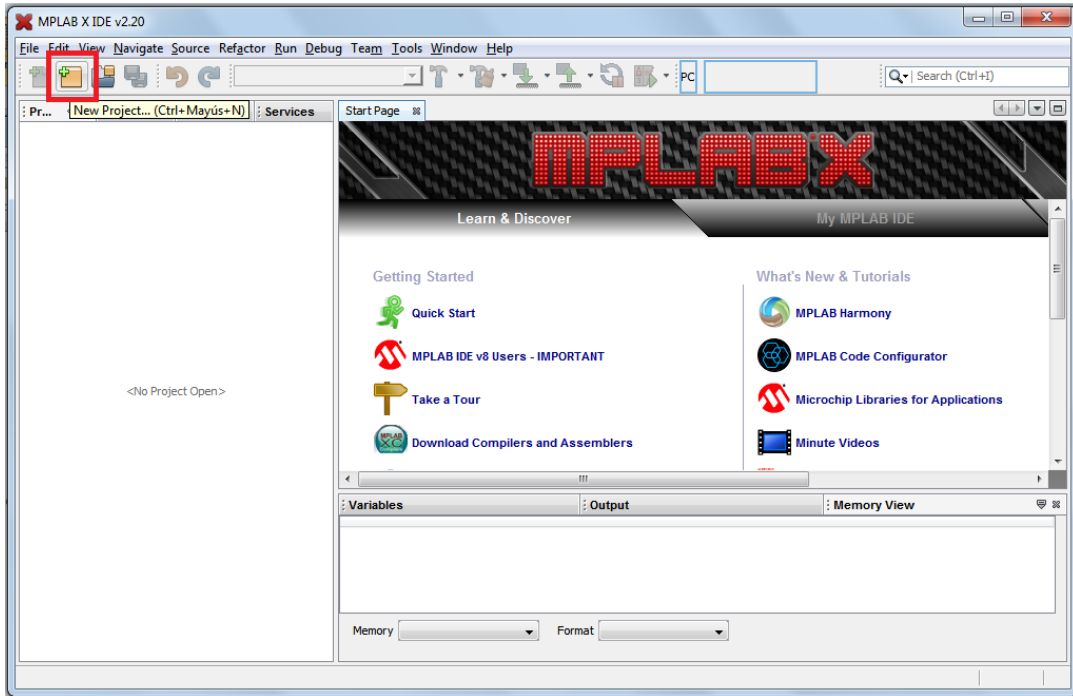 MPLAB X IDE v2.20
File Edit View Navigate Source Refactor Run Debug Team Tools Window Help
PC
Search (Ctrl+I)
New Project... (Ctrl+Mayús+N)
Pr... Services Start Page
MPLAB X
Learn & Discover My MPLAB IDE
Getting Started What's New & Tutorials
Quick Start MPLAB Harmony
MPLAB IDE v8 Users - IMPORTANT MPLAB Code Configurator
Take a Tour Microchip Libraries for Applications
MPLAB
XC
Download Compilers and Assemblers Minute Videos
<No Project Open>
Variables Output Memory View
Memory Format